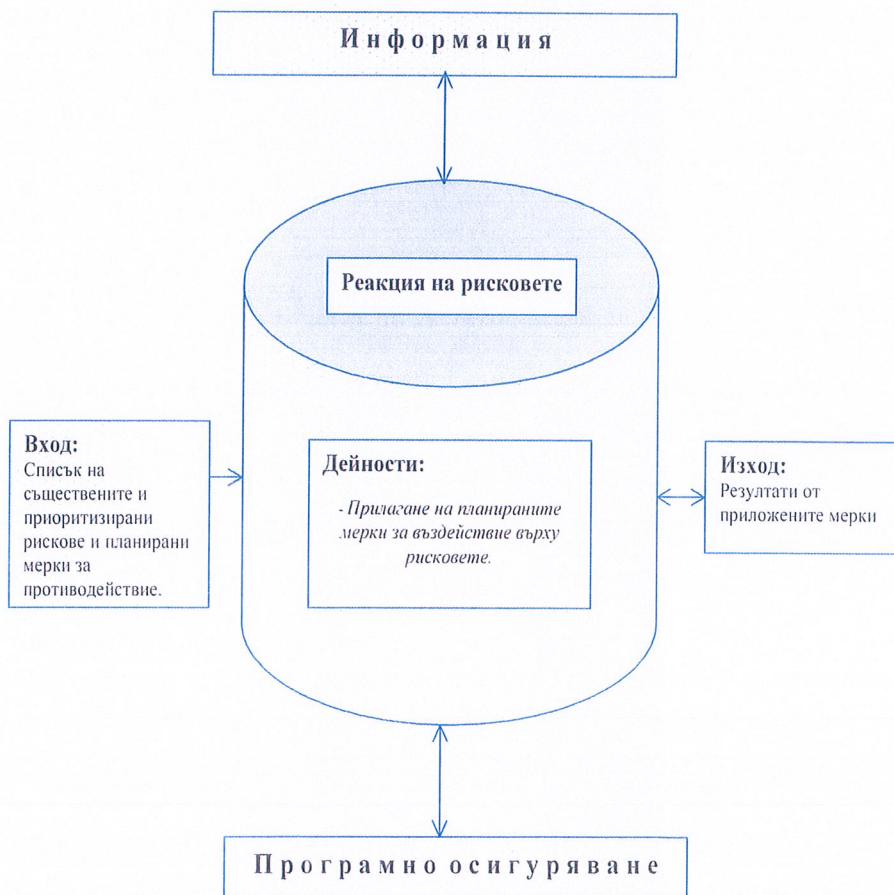 Информация
Реакция на рисковете
Вход:
Списък на
съществените и
приоритизирани
рискове и планирани
мерки за
противодействие.
Дейности:
- Прилагане на планираните
мерки за въздействие върху
рисковете.
Изход:
Резултати от
приложените мерки
Програмно осигуряване